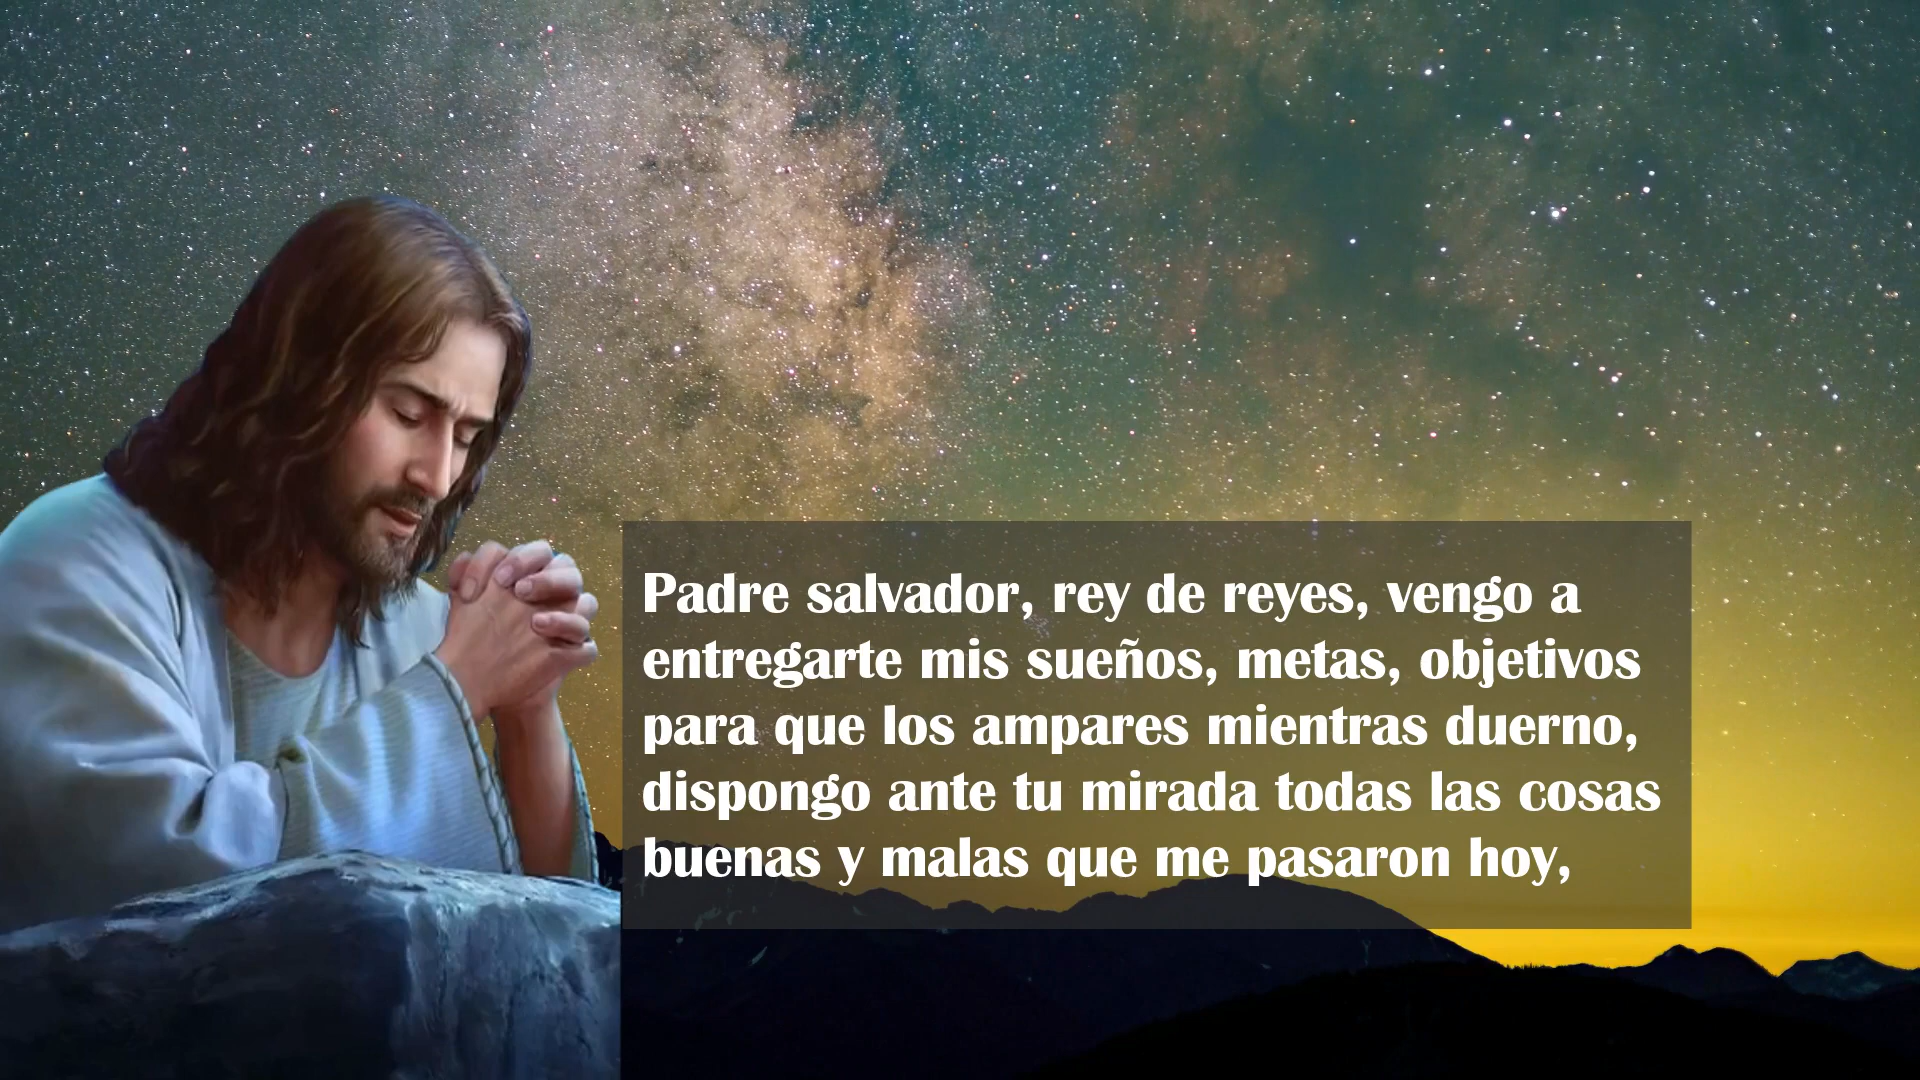 Padre salvador, rey de reyes, vengo a
entregarte mis sueños, metas, objetivos
para que los ampares mientras duerno,
dispongo ante tu mirada todas las cosas
buenas y malas que me pasaron hoy,